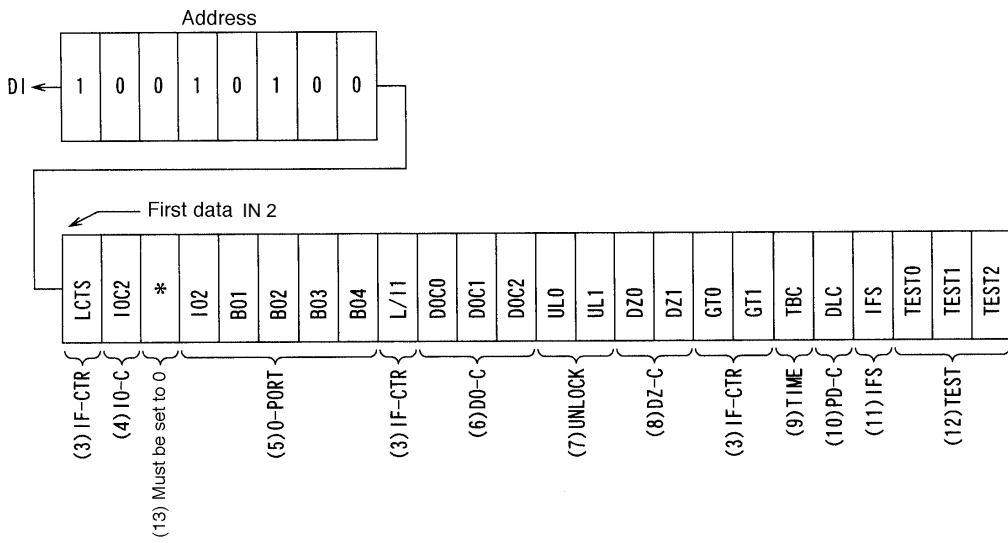 Address
DI
1 0 0 1 0 1 0 0
First data IN 2
LCTS IOC2 * IO2 BO1 BO2 BO3 BO4 L/I1 DOC0 DOC1 DOC2 UL0 UL1 DZ0 DZ1 GT0 GT1 TBC DLC IFS TEST0 TEST1 TEST2
(3) IF-CTR
(4) IO-C
(13) Must be set to 0
(5) O-PORT
(3) IF-CTR
(6) DO-C
(7) UNLOCK
(8) DZ-C
(3) IF-CTR
(9) TIME
(10) PD-C
(11) IFS
(12) TEST